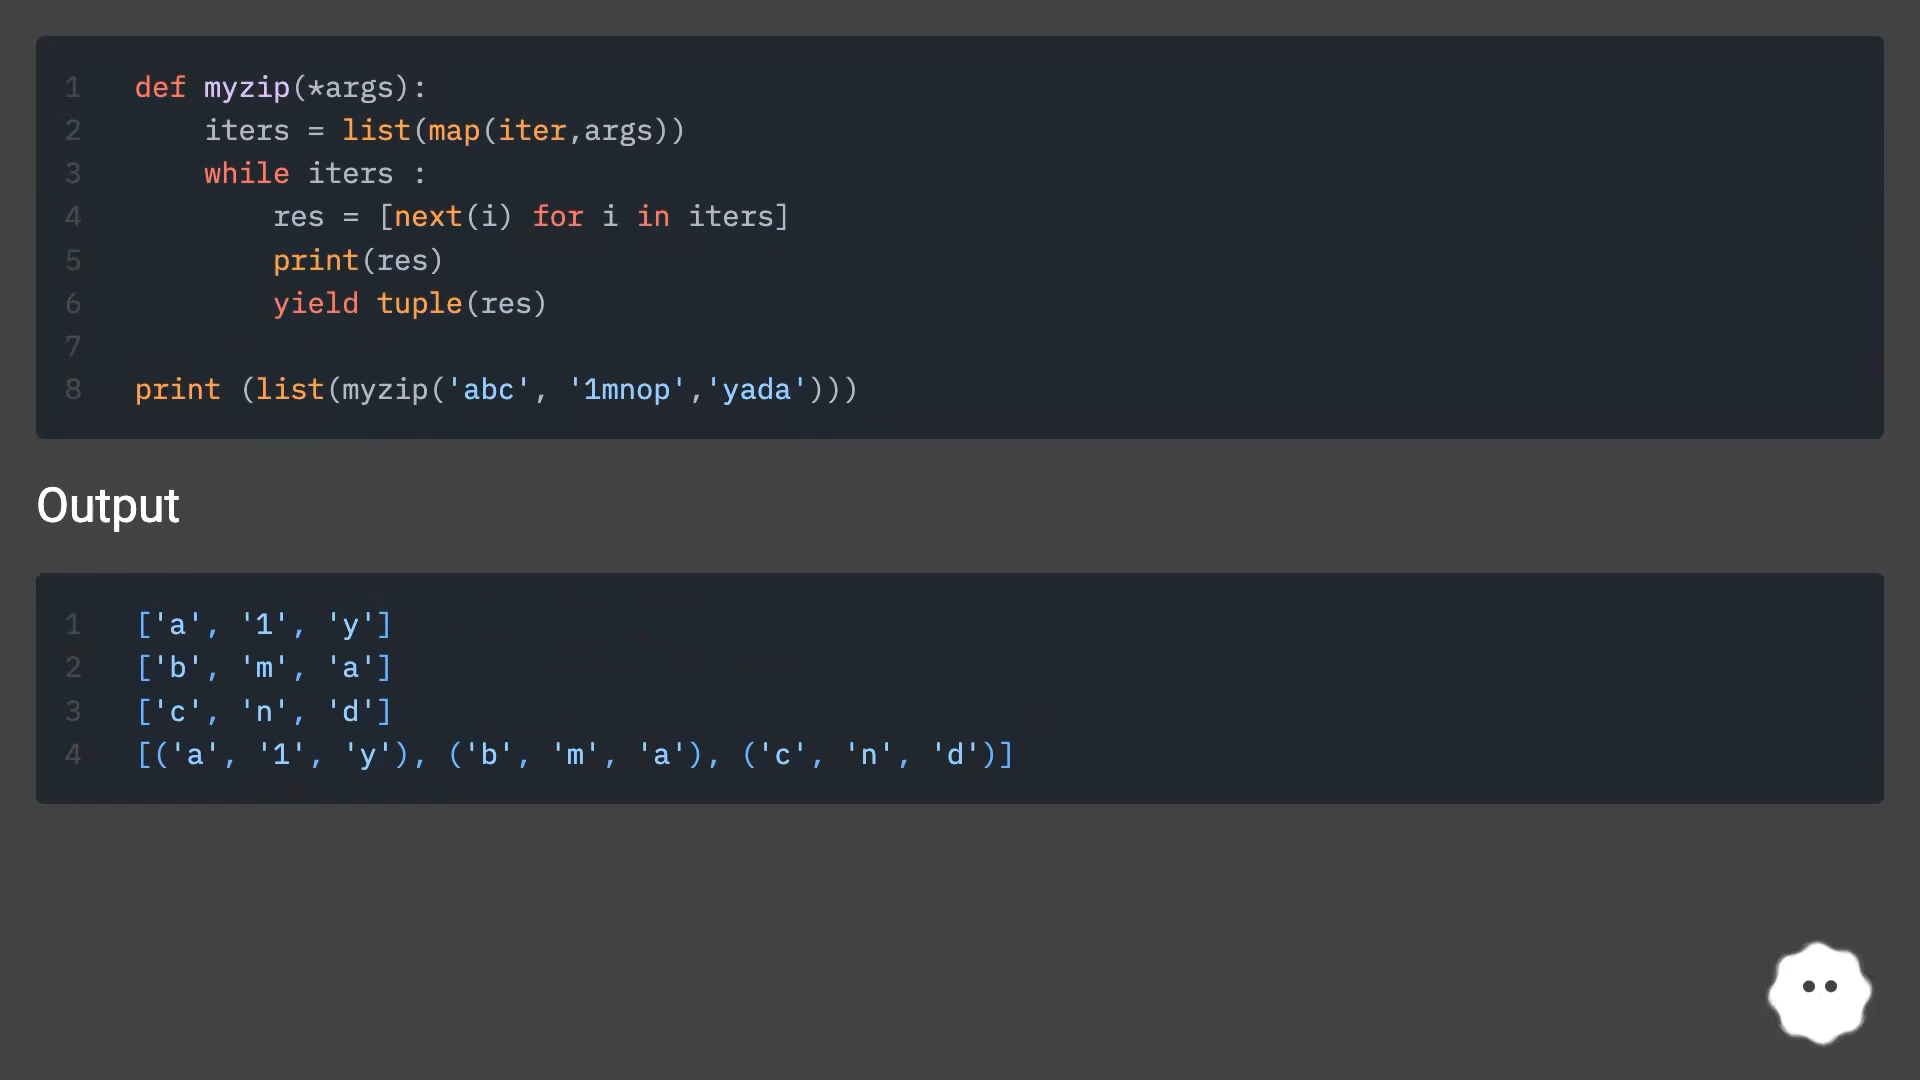 1 def myzip(*args):
2     iters = list(map(iter,args))
3     while iters :
4         res = [next(i) for i in iters]
5         print(res)
6         yield tuple(res)
7
8 print (list(myzip('abc', '1mnop','yada')))
Output
1 ['a', '1', 'y']
2 ['b', 'm', 'a']
3 ['c', 'n', 'd']
4 [('a', '1', 'y'), ('b', 'm', 'a'), ('c', 'n', 'd')]